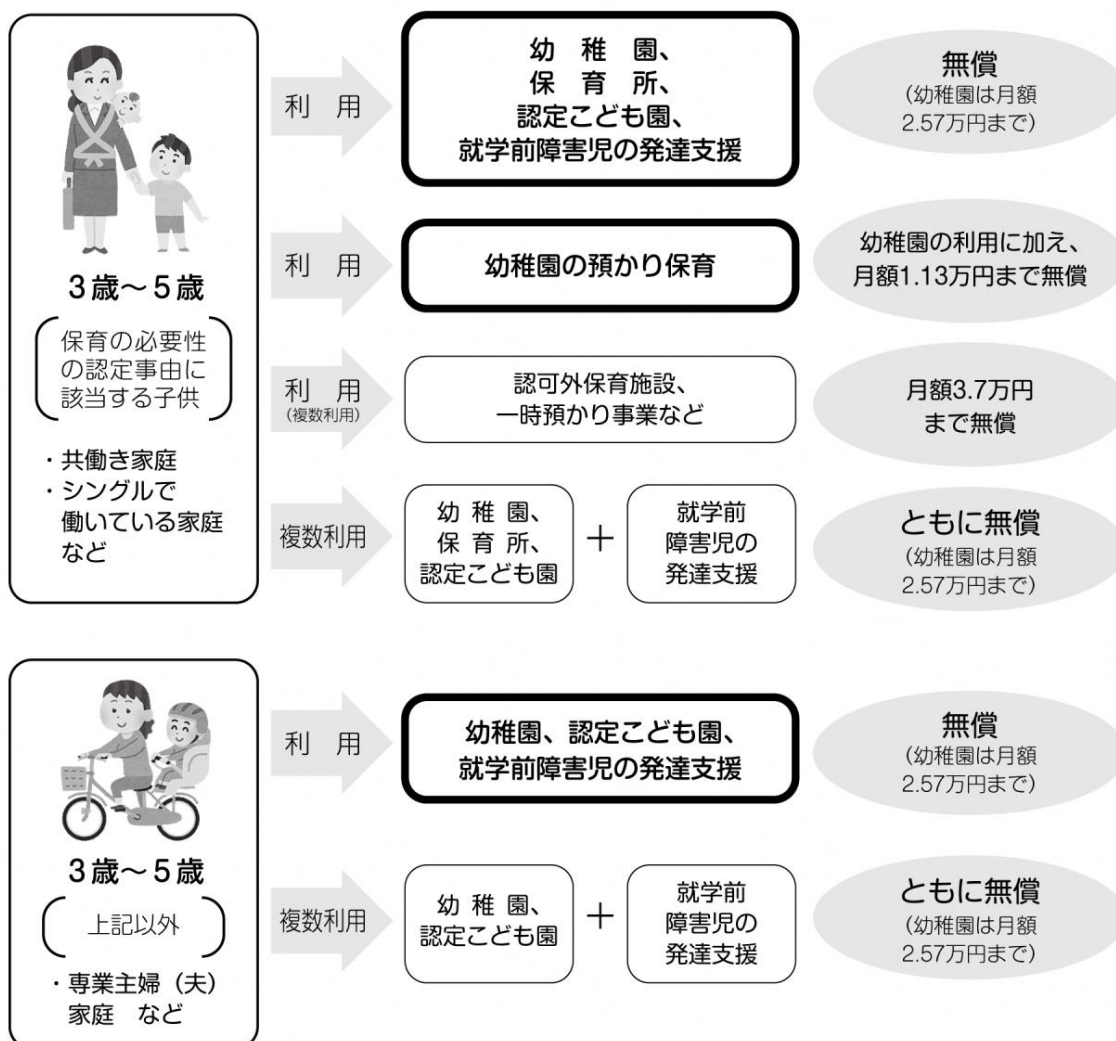 3歳～5歳
保育の必要性
の認定事由に
該当する子供
・共働き家庭
・シングルで
働いている家庭
など
利 用
幼 稚 園、
保 育 所、
認定こども園、
就学前障害児の発達支援
無償
(幼稚園は月額
2.57万円まで)
利 用
幼稚園の預かり保育
幼稚園の利用に加え、
月額1.13万円まで無償
利 用
(複数利用)
認可外保育施設、
一時預かり事業など
月額3.7万円
まで無償
複数利用
幼 稚 園、
保 育 所、
認定こども園
+
就学前
障害児の
発達支援
ともに無償
(幼稚園は月額
2.57万円まで)
3歳～5歳
上記以外
・専業主婦（夫）
家庭 など
利 用
幼稚園、認定こども園、
就学前障害児の発達支援
無償
(幼稚園は月額
2.57万円まで)
複数利用
幼 稚 園、
認定こども園
+
就学前
障害児の
発達支援
ともに無償
(幼稚園は月額
2.57万円まで)